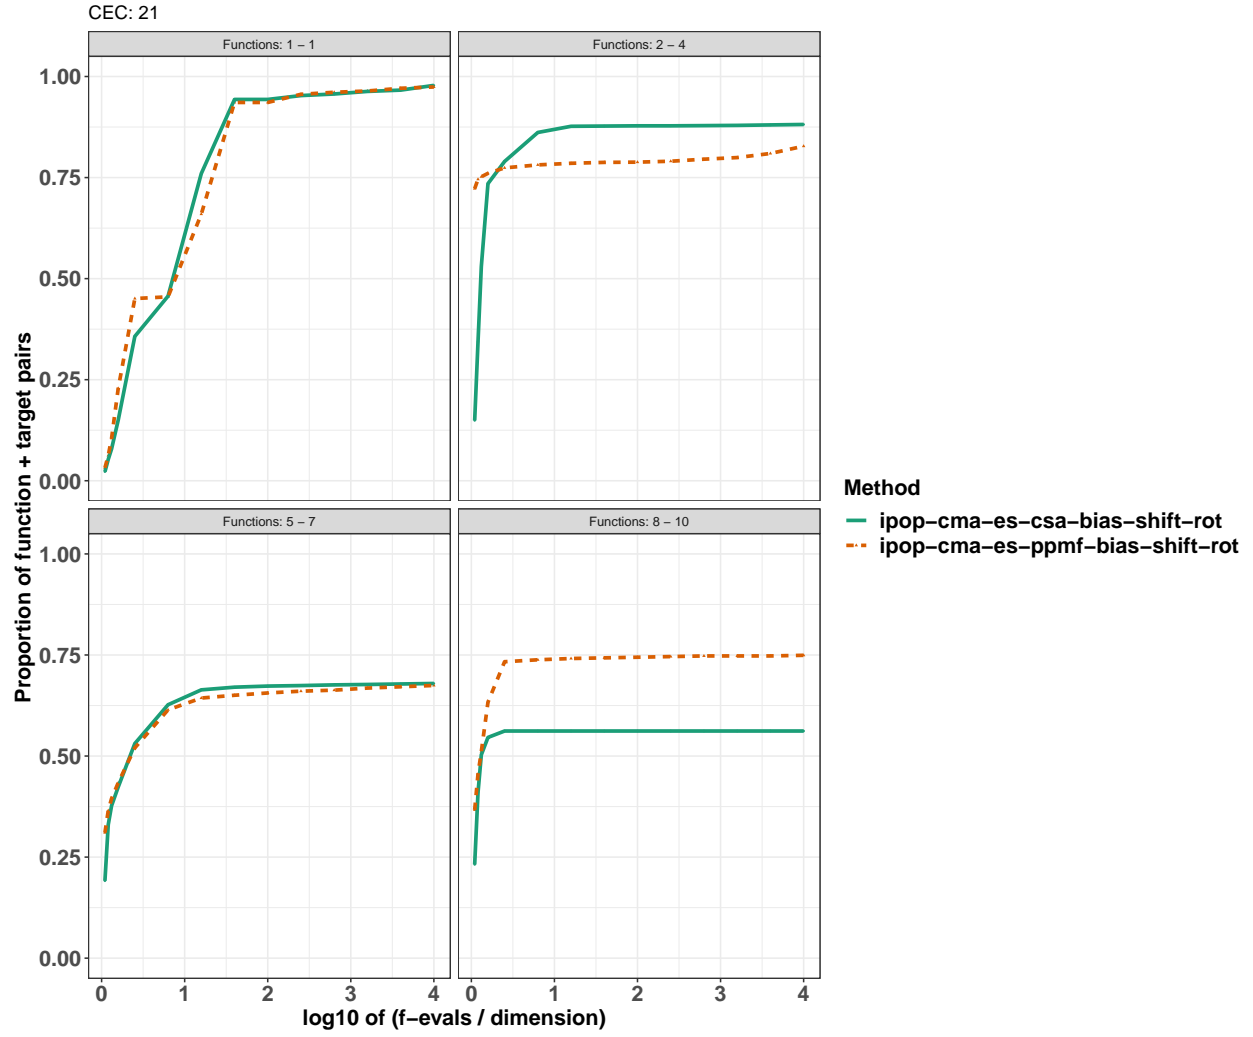 CEC: 21
Functions: 1 − 1
Functions: 2 − 4
1.00
0.75
0.50
0.25
0.00
Functions: 5 − 7
Functions: 8 − 10
1.00
0.75
0.50
0.25
0.00
0 1 2 3 4
0 1 2 3 4
log10 of (f−evals / dimension)
Proportion of function + target pairs
Method
ipop−cma−es−csa−bias−shift−rot
ipop−cma−es−ppmf−bias−shift−rot